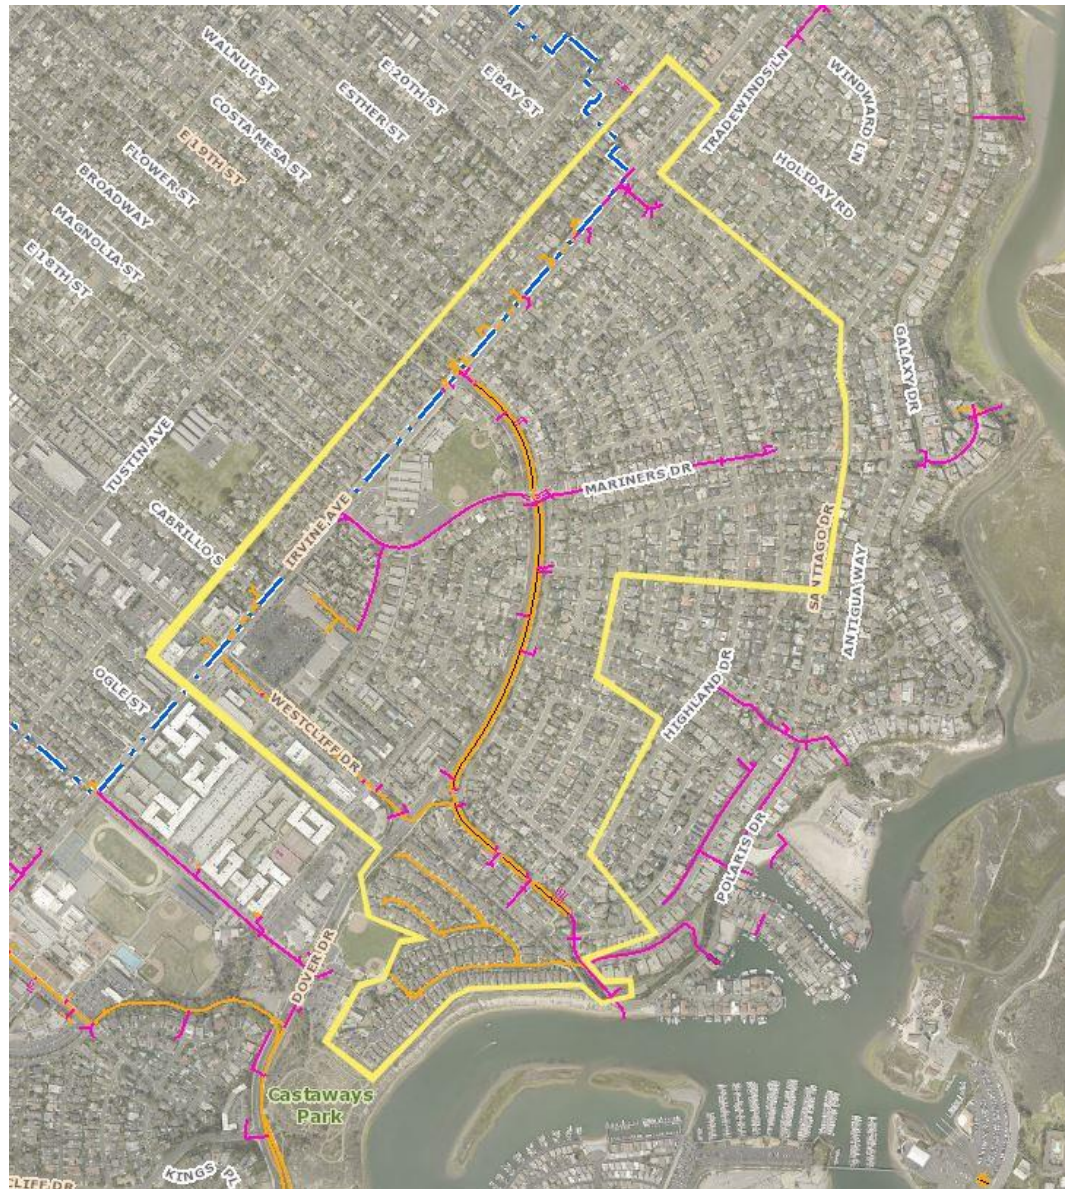 WALNUT ST
E 20TH ST
E BAY ST
ESTHER ST
COSTA MESA ST
E 19TH ST
FLOWER ST
BROADWAY
MAGNOLIA ST
E 18TH ST
TRADEWINDS LN
WINDWARD LN
HOLIDAY RD
GALAXY DR
TUSTIN AVE
CABRILLO S
IRVINE AVE
MARINERS DR
SANTIAGO DR
ANTIGUA WAY
OGLE ST
WESTCLIFF DR
HIGHLAND DR
POLARIS DR
DOVER DR
Castaways
Park
KINGS PL
CLIFF DR